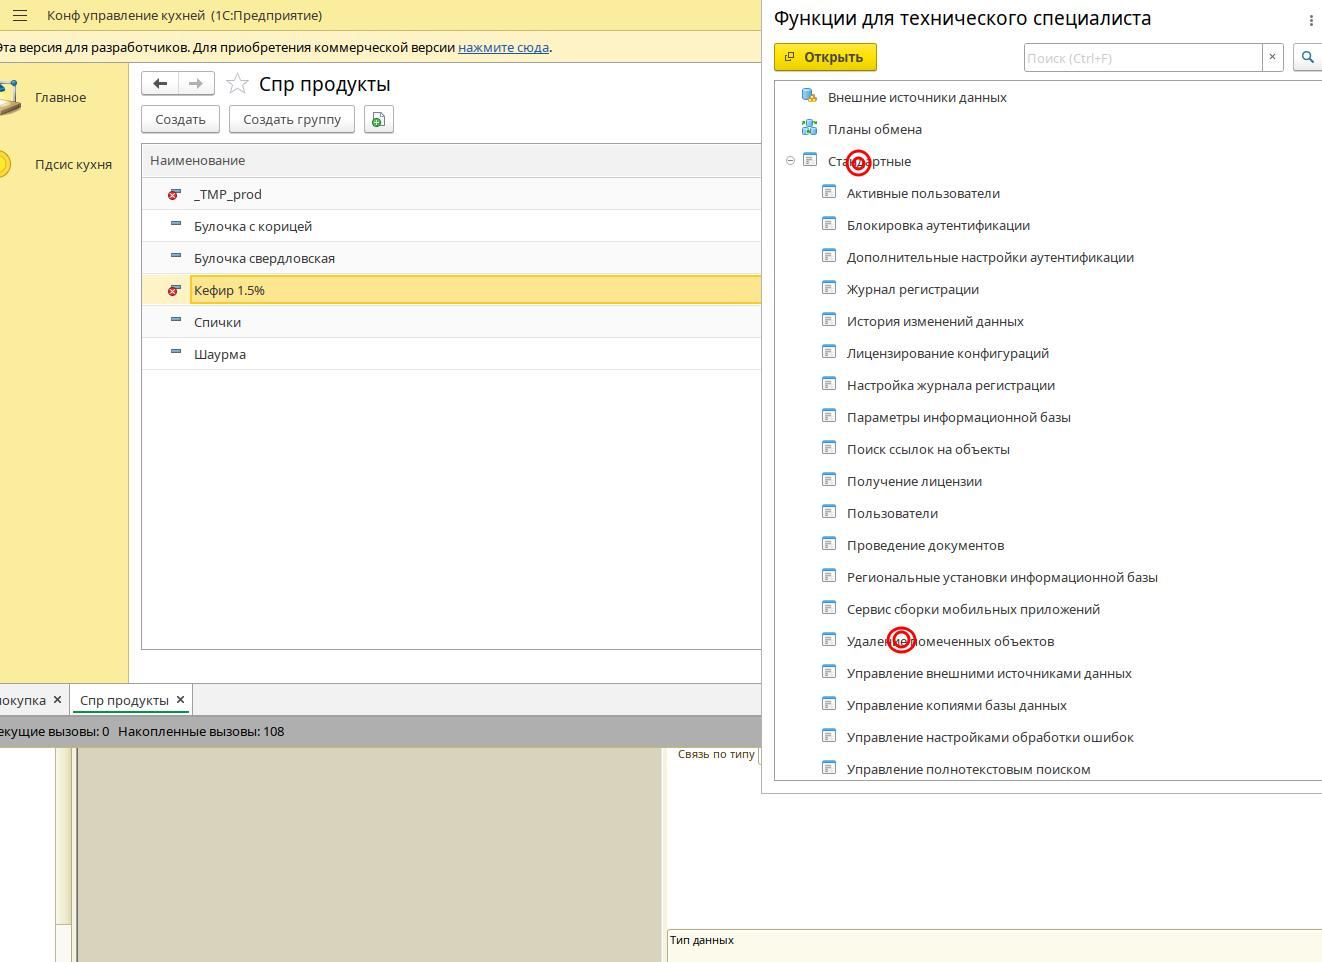 Конф управление кухней (1С:Предприятие)
Эта версия для разработчиков. Для приобретения коммерческой версии нажмите сюда.
Главное
Пдсис кухня
Спр продукты
Создать
Создать группу
Наименование
_TMP_prod
Булочка с корицей
Булочка свердловская
Кефир 1.5%
Спички
Шаурма
Спр продукты
Накопленные вызовы: 108
Связь по типу
Тип данных
Функции для технического специалиста
Открыть
Поиск (Ctrl+F)
Внешние источники данных
Планы обмена
Стандартные
Активные пользователи
Блокировка аутентификации
Дополнительные настройки аутентификации
Журнал регистрации
История изменений данных
Лицензирование конфигураций
Настройка журнала регистрации
Параметры информационной базы
Поиск ссылок на объекты
Получение лицензии
Пользователи
Проведение документов
Региональные установки информационной базы
Сервис сборки мобильных приложений
Удаление помеченных объектов
Управление внешними источниками данных
Управление копиями базы данных
Управление настройками обработки ошибок
Управление полнотекстовым поиском